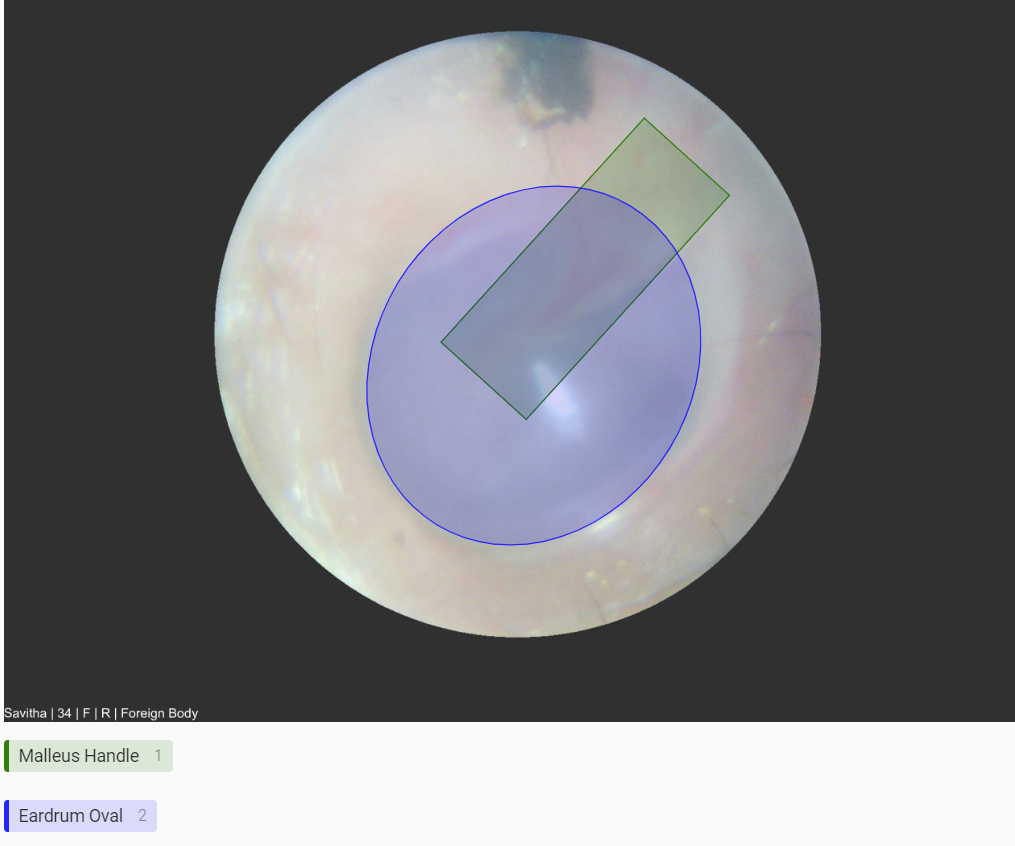 Savitha | 34 | F | R | Foreign Body
Malleus Handle 1
Eardrum Oval 2